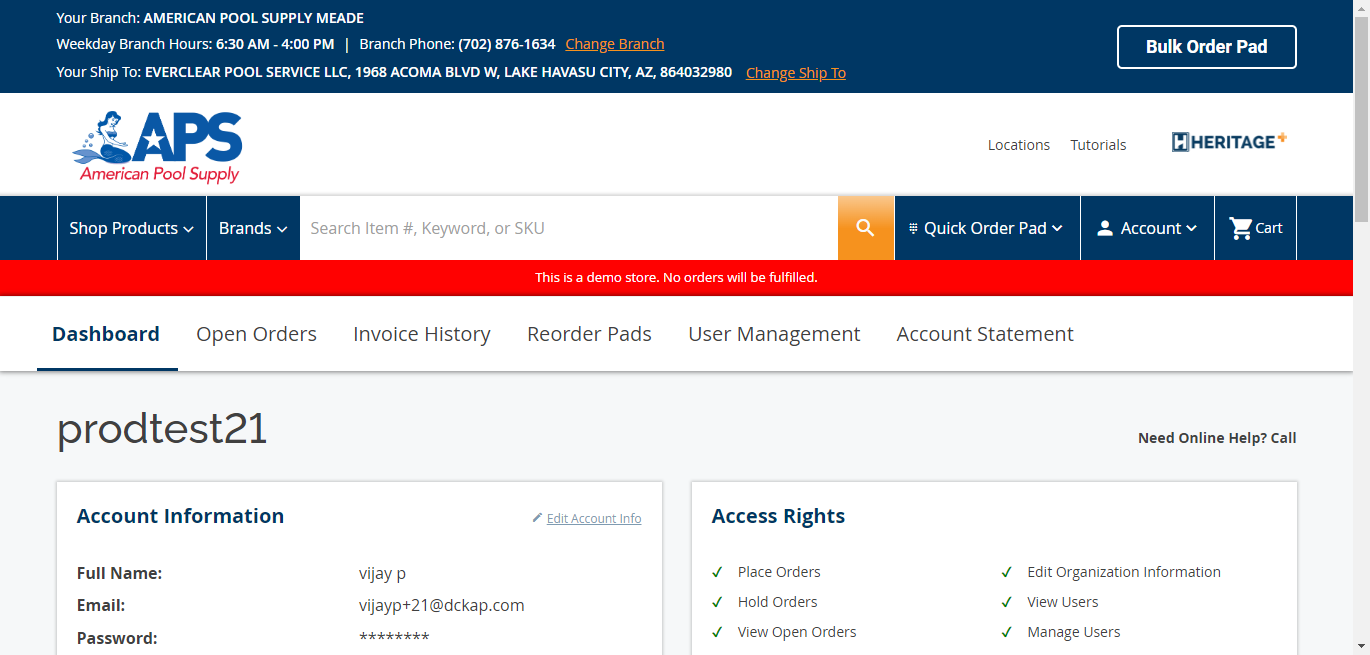 Your Branch: AMERICAN POOL SUPPLY MEADE
Weekday Branch Hours: 6:30 AM - 4:00 PM | Branch Phone: (702) 876-1634 Change Branch
Your Ship To: EVERCLEAR POOL SERVICE LLC, 1968 ACOMA BLVD W, LAKE HAVASU CITY, AZ, 864032980 Change Ship To
Bulk Order Pad
APS
American Pool Supply
Locations Tutorials HERITAGE+
Shop Products Brands Search Item #, Keyword, or SKU Quick Order Pad Account Cart
This is a demo store. No orders will be fulfilled.
Dashboard Open Orders Invoice History Reorder Pads User Management Account Statement
prodtest21
Need Online Help? Call
Account Information Edit Account Info
Full Name: vijay p
Email: vijayp+21@dckap.com
Password: ********
Access Rights
Place Orders Edit Organization Information
Hold Orders View Users
View Open Orders Manage Users